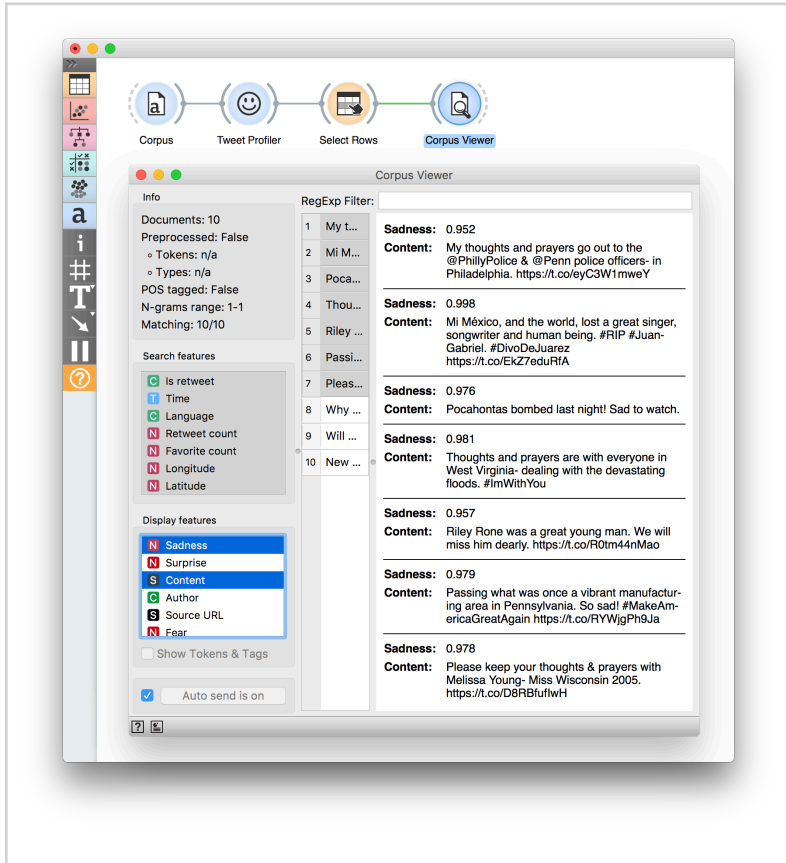 Corpus
Tweet Profiler
Select Rows
Corpus Viewer
Corpus Viewer
Info
Documents: 10
Preprocessed: False
◦ Tokens: n/a
◦ Types: n/a
POS tagged: False
N-grams range: 1-1
Matching: 10/10
Search features
C Is retweet
T Time
C Language
N Retweet count
N Favorite count
N Longitude
N Latitude
Display features
N Sadness
N Surprise
S Content
C Author
S Source URL
N Fear
Show Tokens & Tags
Auto send is on
RegExp Filter:
1 My t...
2 Mi M...
3 Poca...
4 Thou...
5 Riley ...
6 Passi...
7 Pleas...
8 Why ...
9 Will ...
10 New ...
Sadness: 0.952
Content: My thoughts and prayers go out to the
@PhillyPolice & @Penn police officers- in
Philadelphia. https://t.co/eyC3W1mweY
Sadness: 0.998
Content: Mi México, and the world, lost a great singer,
songwriter and human being. #RIP #Juan-
Gabriel. #DivoDeJuarez
https://t.co/EkZ7eduRfA
Sadness: 0.976
Content: Pocahontas bombed last night! Sad to watch.
Sadness: 0.981
Content: Thoughts and prayers are with everyone in
West Virginia- dealing with the devastating
floods. #ImWithYou
Sadness: 0.957
Content: Riley Rone was a great young man. We will
miss him dearly. https://t.co/R0tm44nMao
Sadness: 0.979
Content: Passing what was once a vibrant manufactur-
ing area in Pennsylvania. So sad! #MakeAm-
ericaGreatAgain https://t.co/RYWjgPh9Ja
Sadness: 0.978
Content: Please keep your thoughts & prayers with
Melissa Young- Miss Wisconsin 2005.
https://t.co/D8RBfufIwH